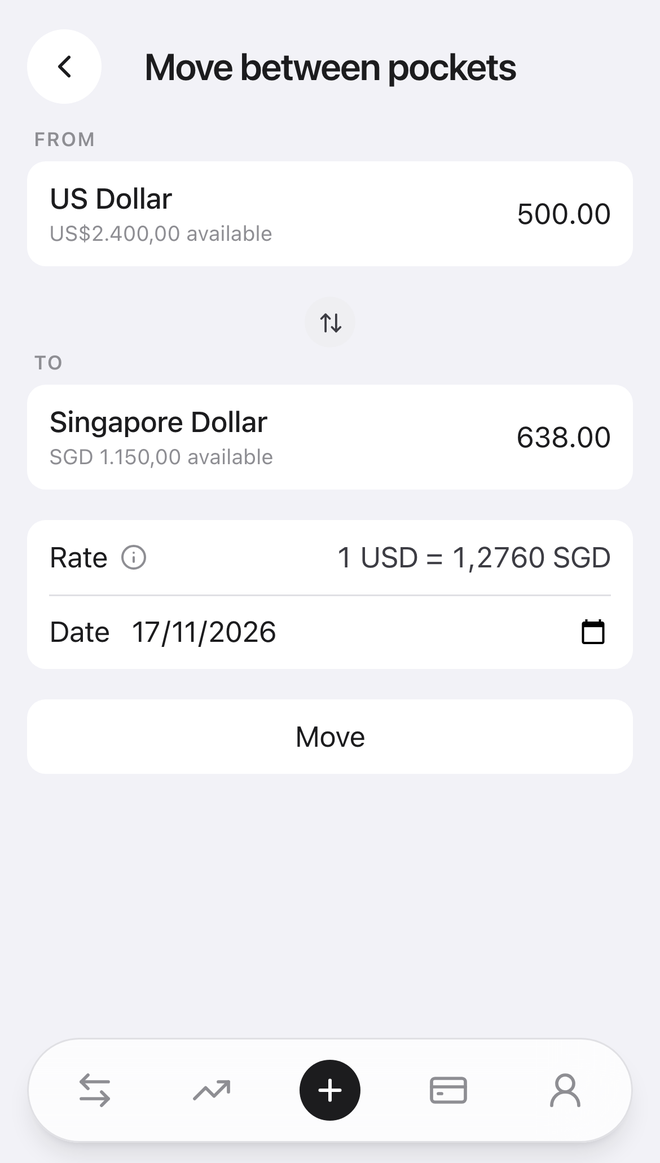 Move between pockets
FROM
US Dollar
US$2.400,00 available
500.00
TO
Singapore Dollar
SGD 1.150,00 available
638.00
Rate 1 USD = 1,2760 SGD
Date 17/11/2026
Move